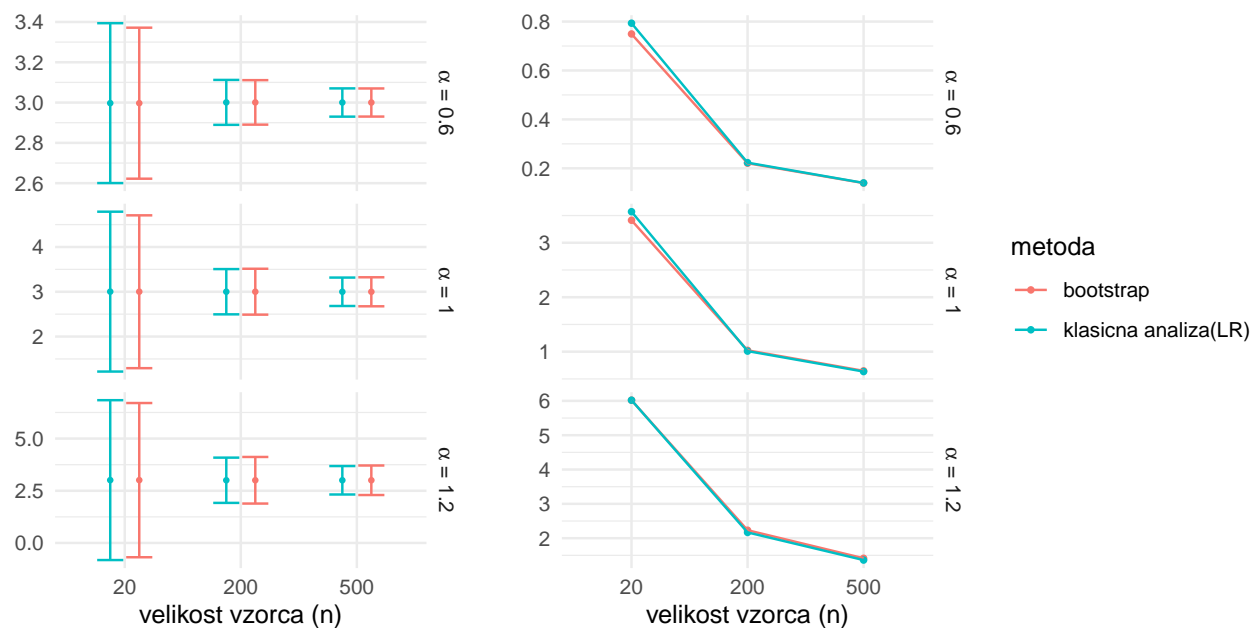 3.4
3.2
3.0
2.8
2.6
α = 0.6
4
3
2
α = 1
5.0
2.5
0.0
α = 1.2
20 200 500
velikost vzorca (n)
0.8
0.6
0.4
0.2
α = 0.6
3
2
1
α = 1
6
5
4
3
2
α = 1.2
20 200 500
velikost vzorca (n)
metoda
bootstrap
klasicna analiza(LR)